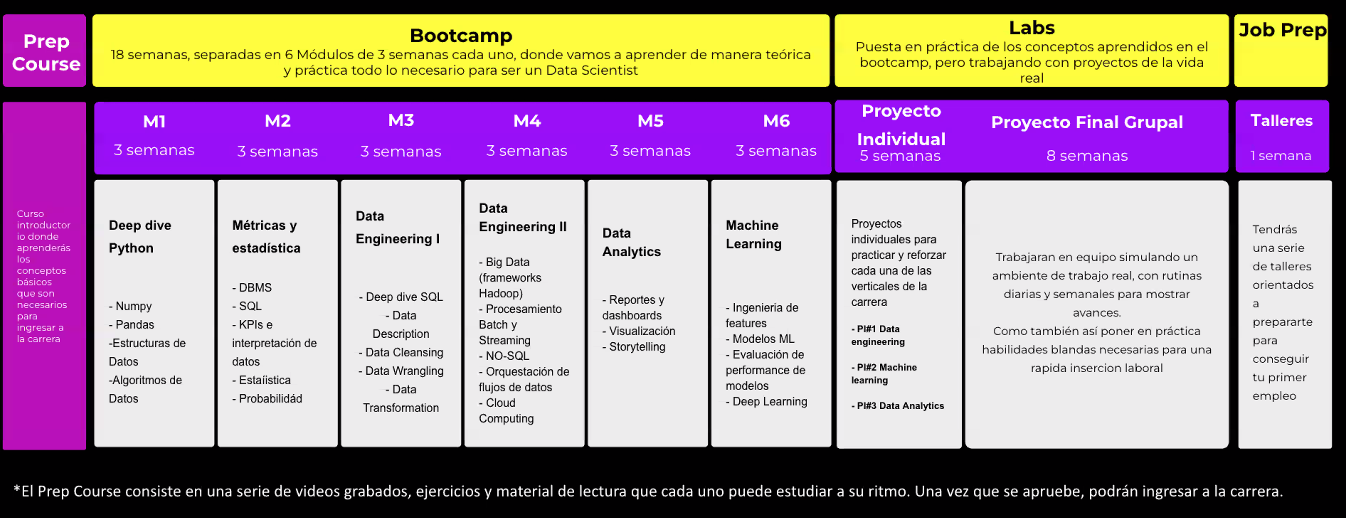 Prep
Course
Bootcamp
18 semanas, separadas en 6 Módulos de 3 semanas cada uno, donde vamos a aprender de manera teórica
y práctica todo lo necesario para ser un Data Scientist
Labs
Puesta en práctica de los conceptos aprendidos en el
bootcamp, pero trabajando con proyectos de la vida
real
Job Prep
Curso
introductor
io donde
aprenderás
los
conceptos
básicos
que son
necesarios
para
ingresar a
la carrera
M1
3 semanas
Deep dive
Python
- Numpy
- Pandas
-Estructuras de
Datos
-Algoritmos de
Datos
M2
3 semanas
Métricas y
estadística
- DBMS
- SQL
- KPIs e
interpretación de
datos
- Estaíistica
- Probabilidád
M3
3 semanas
Data
Engineering I
- Deep dive SQL
- Data
Description
- Data Cleansing
- Data Wrangling
- Data
Transformation
M4
3 semanas
Data
Engineering II
- Big Data
(frameworks
Hadoop)
- Procesamiento
Batch y
Streaming
- NO-SQL
- Orquestación de
flujos de datos
- Cloud
Computing
M5
3 semanas
Data
Analytics
- Reportes y
dashboards
- Visualización
- Storytelling
M6
3 semanas
Machine
Learning
- Ingenieria de
features
- Modelos ML
- Evaluación de
performance de
modelos
- Deep Learning
Proyecto
Individual
5 semanas
Proyectos
individuales para
practicar y reforzar
cada una de las
verticales de la
carrera
- PI#1 Data
engineering
- PI#2 Machine
learning
- PI#3 Data Analytics
Proyecto Final Grupal
8 semanas
Trabajaran en equipo simulando un
ambiente de trabajo real, con rutinas
diarias y semanales para mostrar
avances.
Como también así poner en práctica
habilidades blandas necesarias para una
rapida insercion laboral
Talleres
1 semana
Tendrás
una serie
de talleres
orientados
a
prepararte
para
conseguir
tu primer
empleo
*El Prep Course consiste en una serie de videos grabados, ejercicios y material de lectura que cada uno puede estudiar a su ritmo. Una vez que se apruebe, podrán ingresar a la carrera.